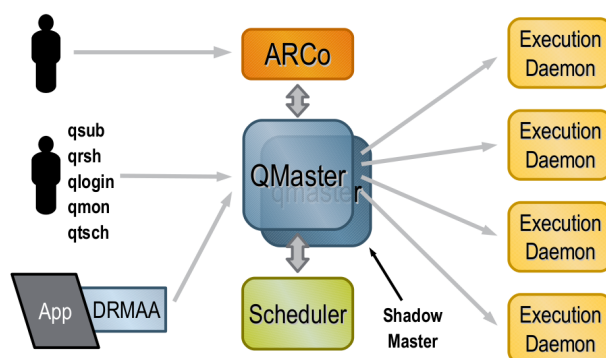 ARCo
Execution
Daemon
qsub
qrsh
qlogin
qmon
qtsch
QMaster
qmaster
r
Execution
Daemon
Execution
Daemon
App
DRMAA
Scheduler
Shadow
Master
Execution
Daemon